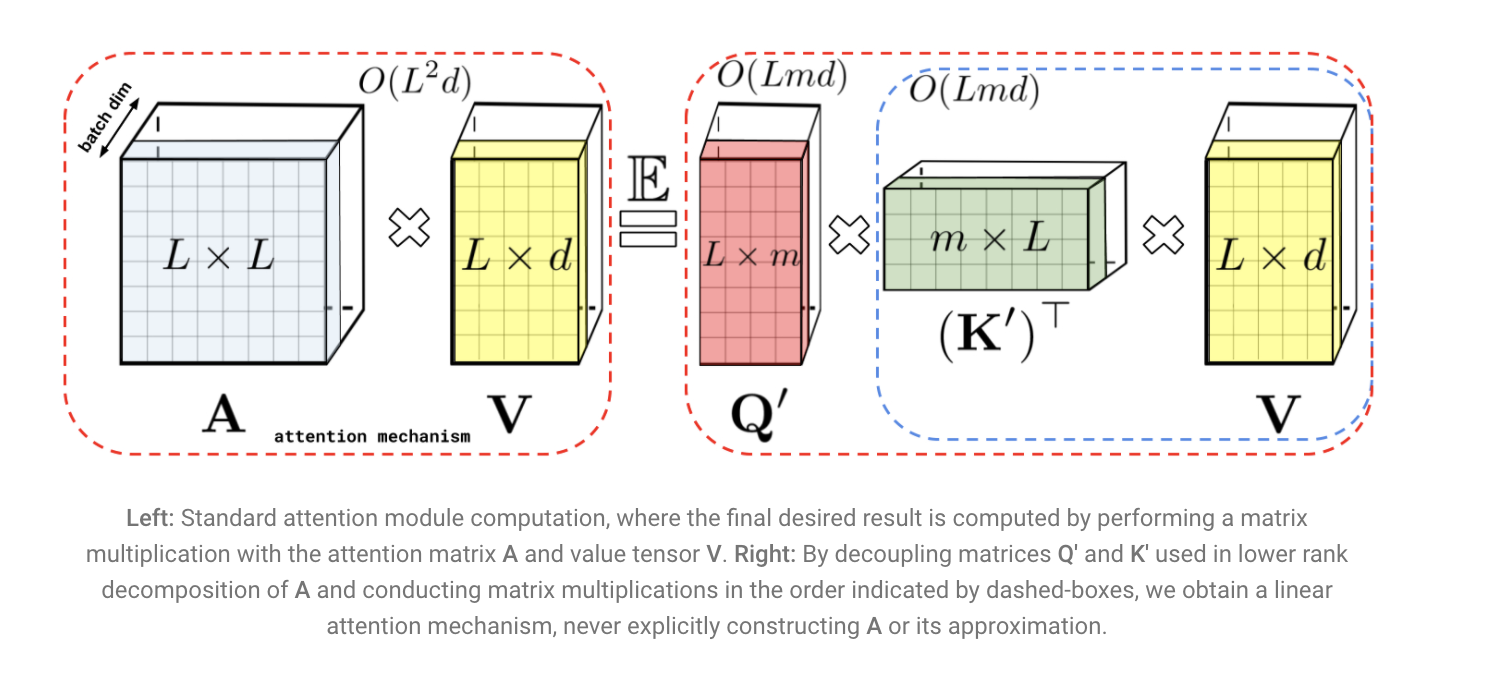 batch dim
O(L²d)
L × L
L × d
A
V
attention mechanism
𝔼
O(Lmd)
O(Lmd)
L × m
m × L
L × d
Q′
(K′)⊤
V
Left: Standard attention module computation, where the final desired result is computed by performing a matrix
multiplication with the attention matrix A and value tensor V. Right: By decoupling matrices Q' and K' used in lower rank
decomposition of A and conducting matrix multiplications in the order indicated by dashed-boxes, we obtain a linear
attention mechanism, never explicitly constructing A or its approximation.